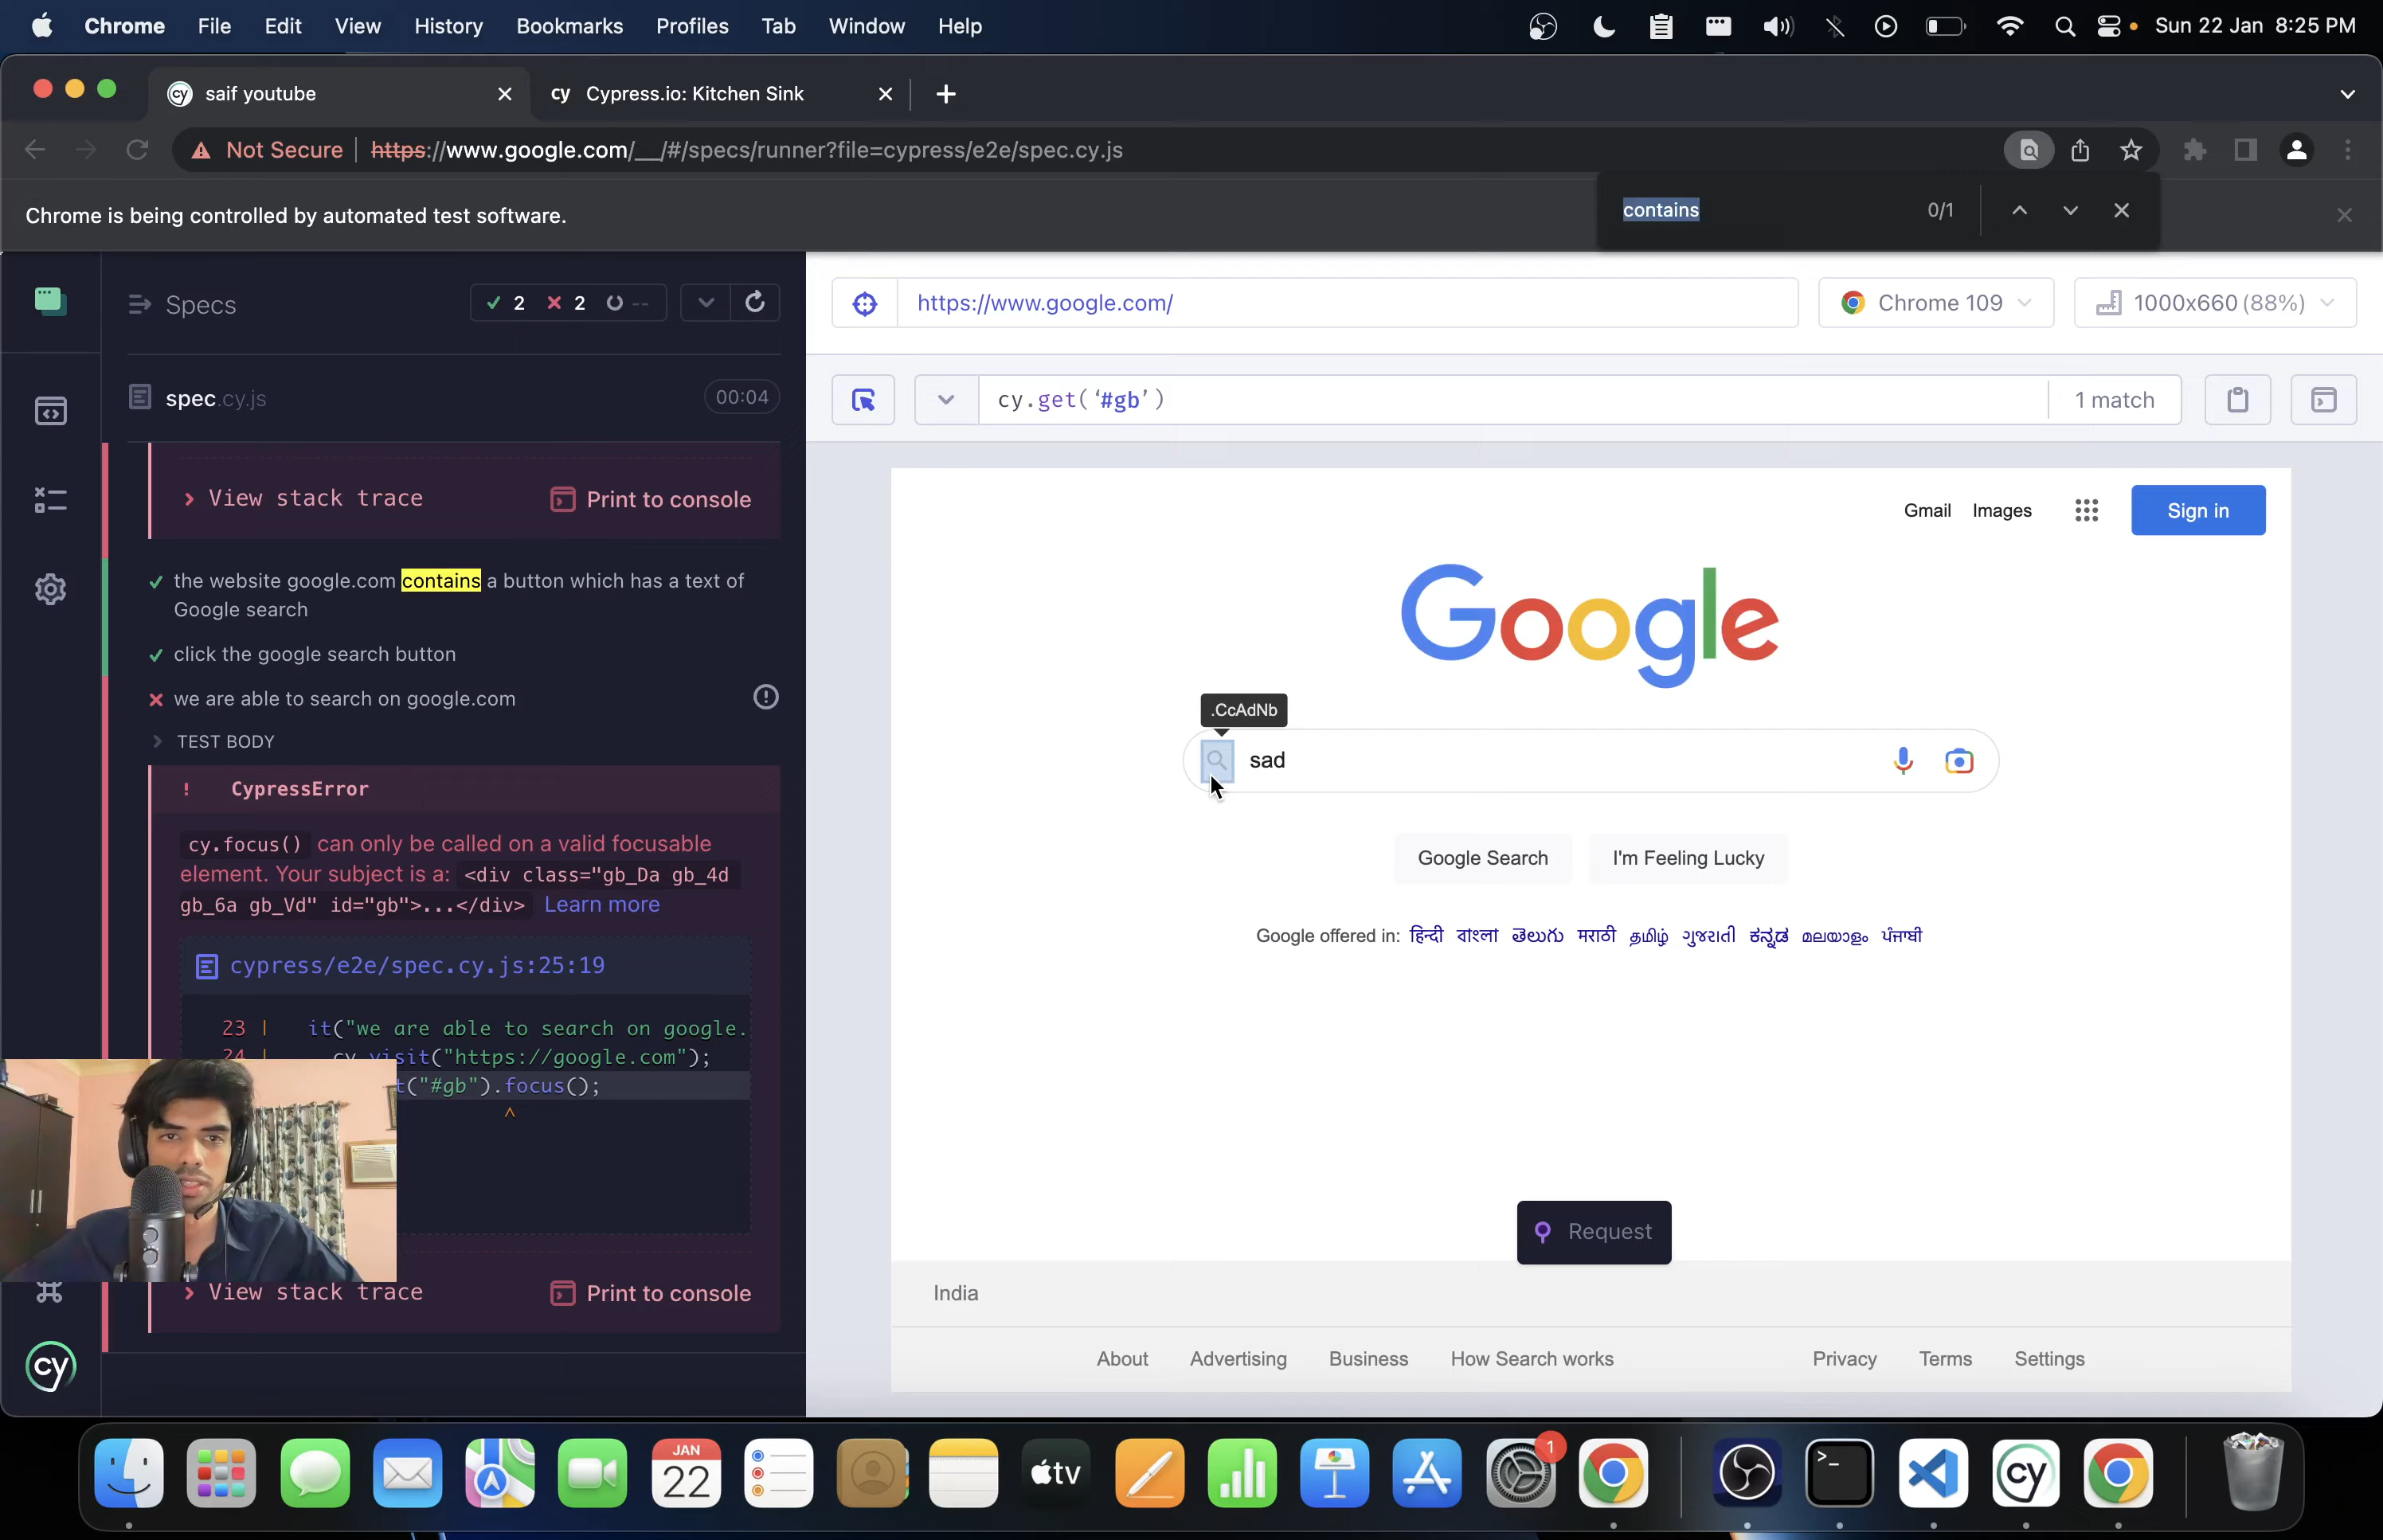 Chrome File Edit View History Bookmarks Profiles Tab Window Help Sun 22 Jan 8:25 PM
cy saif youtube cy Cypress.io: Kitchen Sink
Not Secure https://www.google.com/__/#/specs/runner?file=cypress/e2e/spec.cy.js
Chrome is being controlled by automated test software.
contains 0/1
Specs 2 2 --
https://www.google.com/ Chrome 109 1000x660 (88%)
spec.cy.js 00:04
cy.get('#gb') 1 match
View stack trace Print to console
the website google.com contains a button which has a text of
Google search
click the google search button
we are able to search on google.com
TEST BODY
! CypressError
cy.focus() can only be called on a valid focusable
element. Your subject is a: <div class="gb_Da gb_4d
gb_6a gb_Vd" id="gb">...</div> Learn more
cypress/e2e/spec.cy.js:25:19
23 | it("we are able to search on google.
24 | cy.visit("https://google.com");
t("#gb").focus();
^
View stack trace Print to console
cy
Gmail Images Sign in
Google
.CcAdNb
sad
Google Search I'm Feeling Lucky
Google offered in: हिन्दी বাংলা తెలుగు मराठी தமிழ் ગુજરાતી ಕನ್ನಡ മലയാളം ਪੰਜਾਬੀ
Request
India
About Advertising Business How Search works Privacy Terms Settings
JAN
22
tv
1
>_
cy